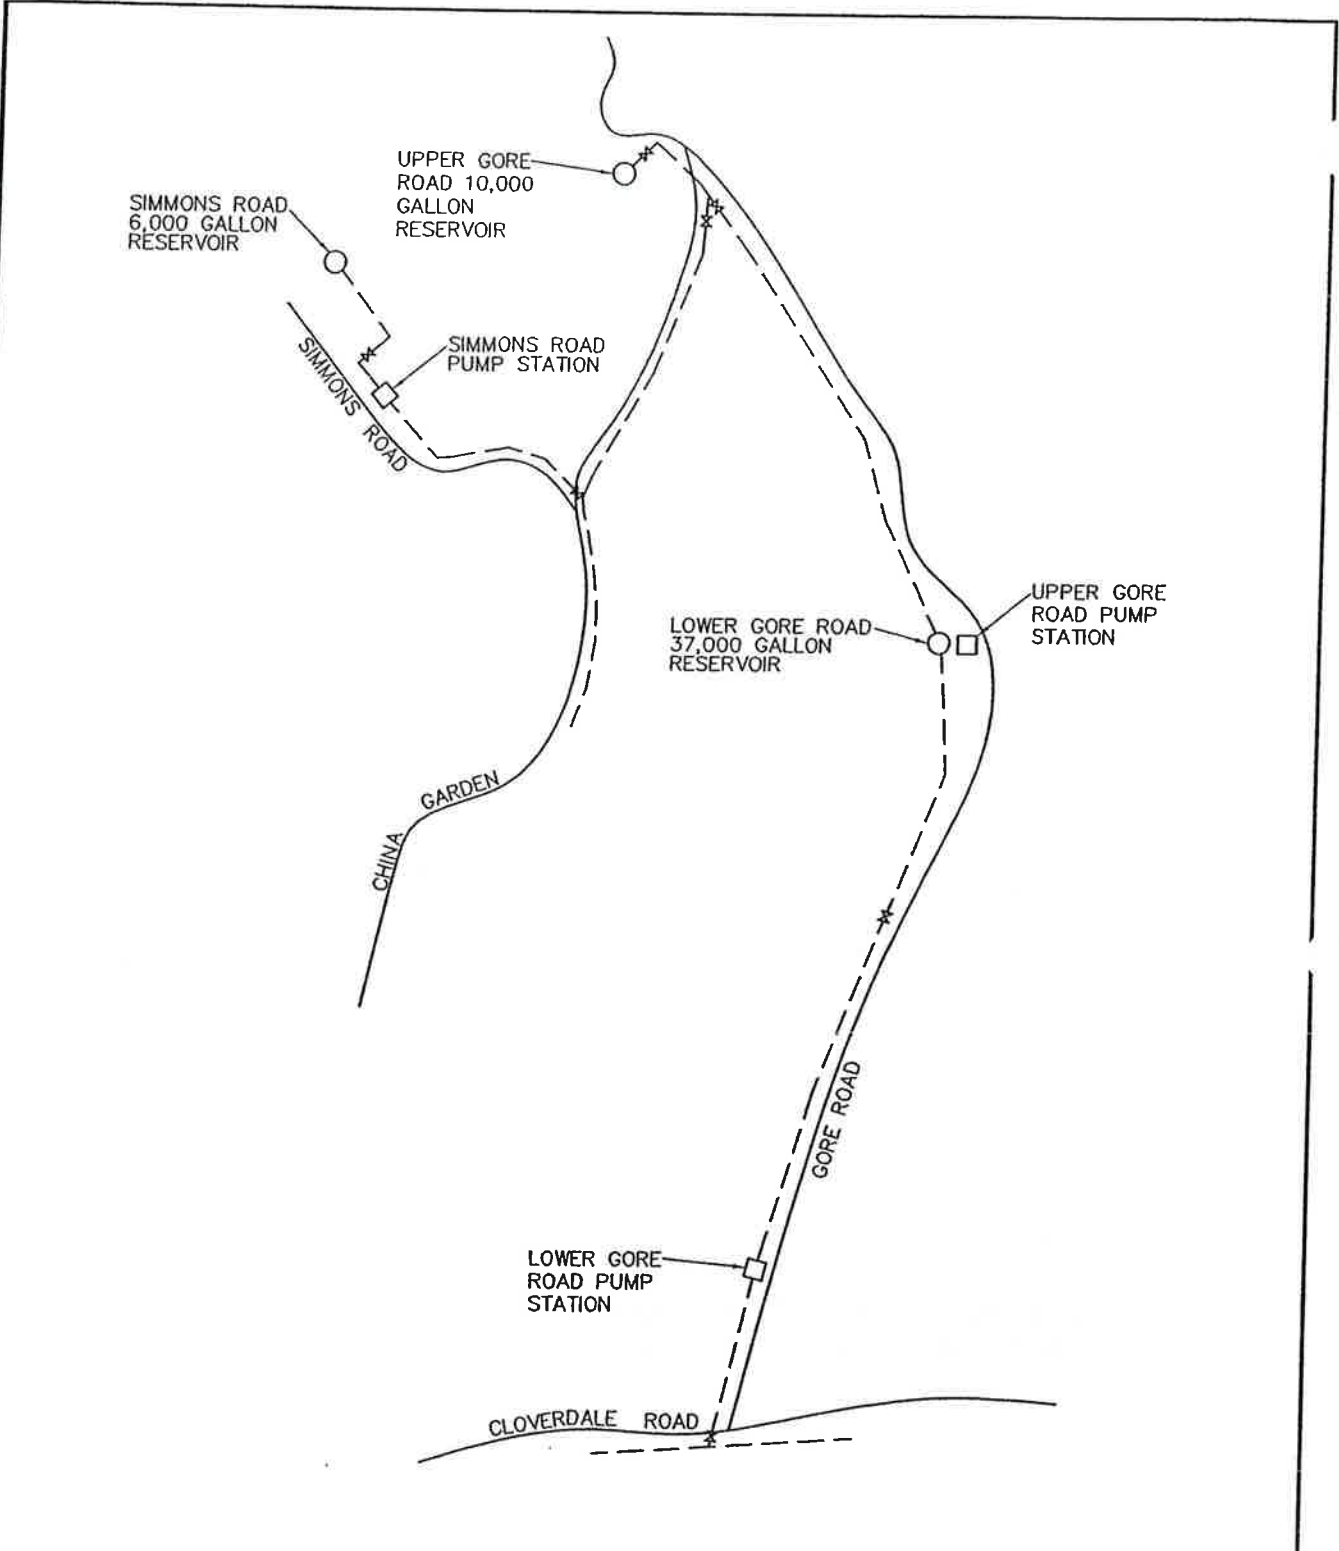 UPPER GORE
ROAD 10,000
GALLON
RESERVOIR
SIMMONS ROAD
6,000 GALLON
RESERVOIR
SIMMONS ROAD
PUMP STATION
SIMMONS ROAD
UPPER GORE
ROAD PUMP
STATION
LOWER GORE ROAD
37,000 GALLON
RESERVOIR
CHINA GARDEN
GORE ROAD
LOWER GORE
ROAD PUMP
STATION
CLOVERDALE ROAD